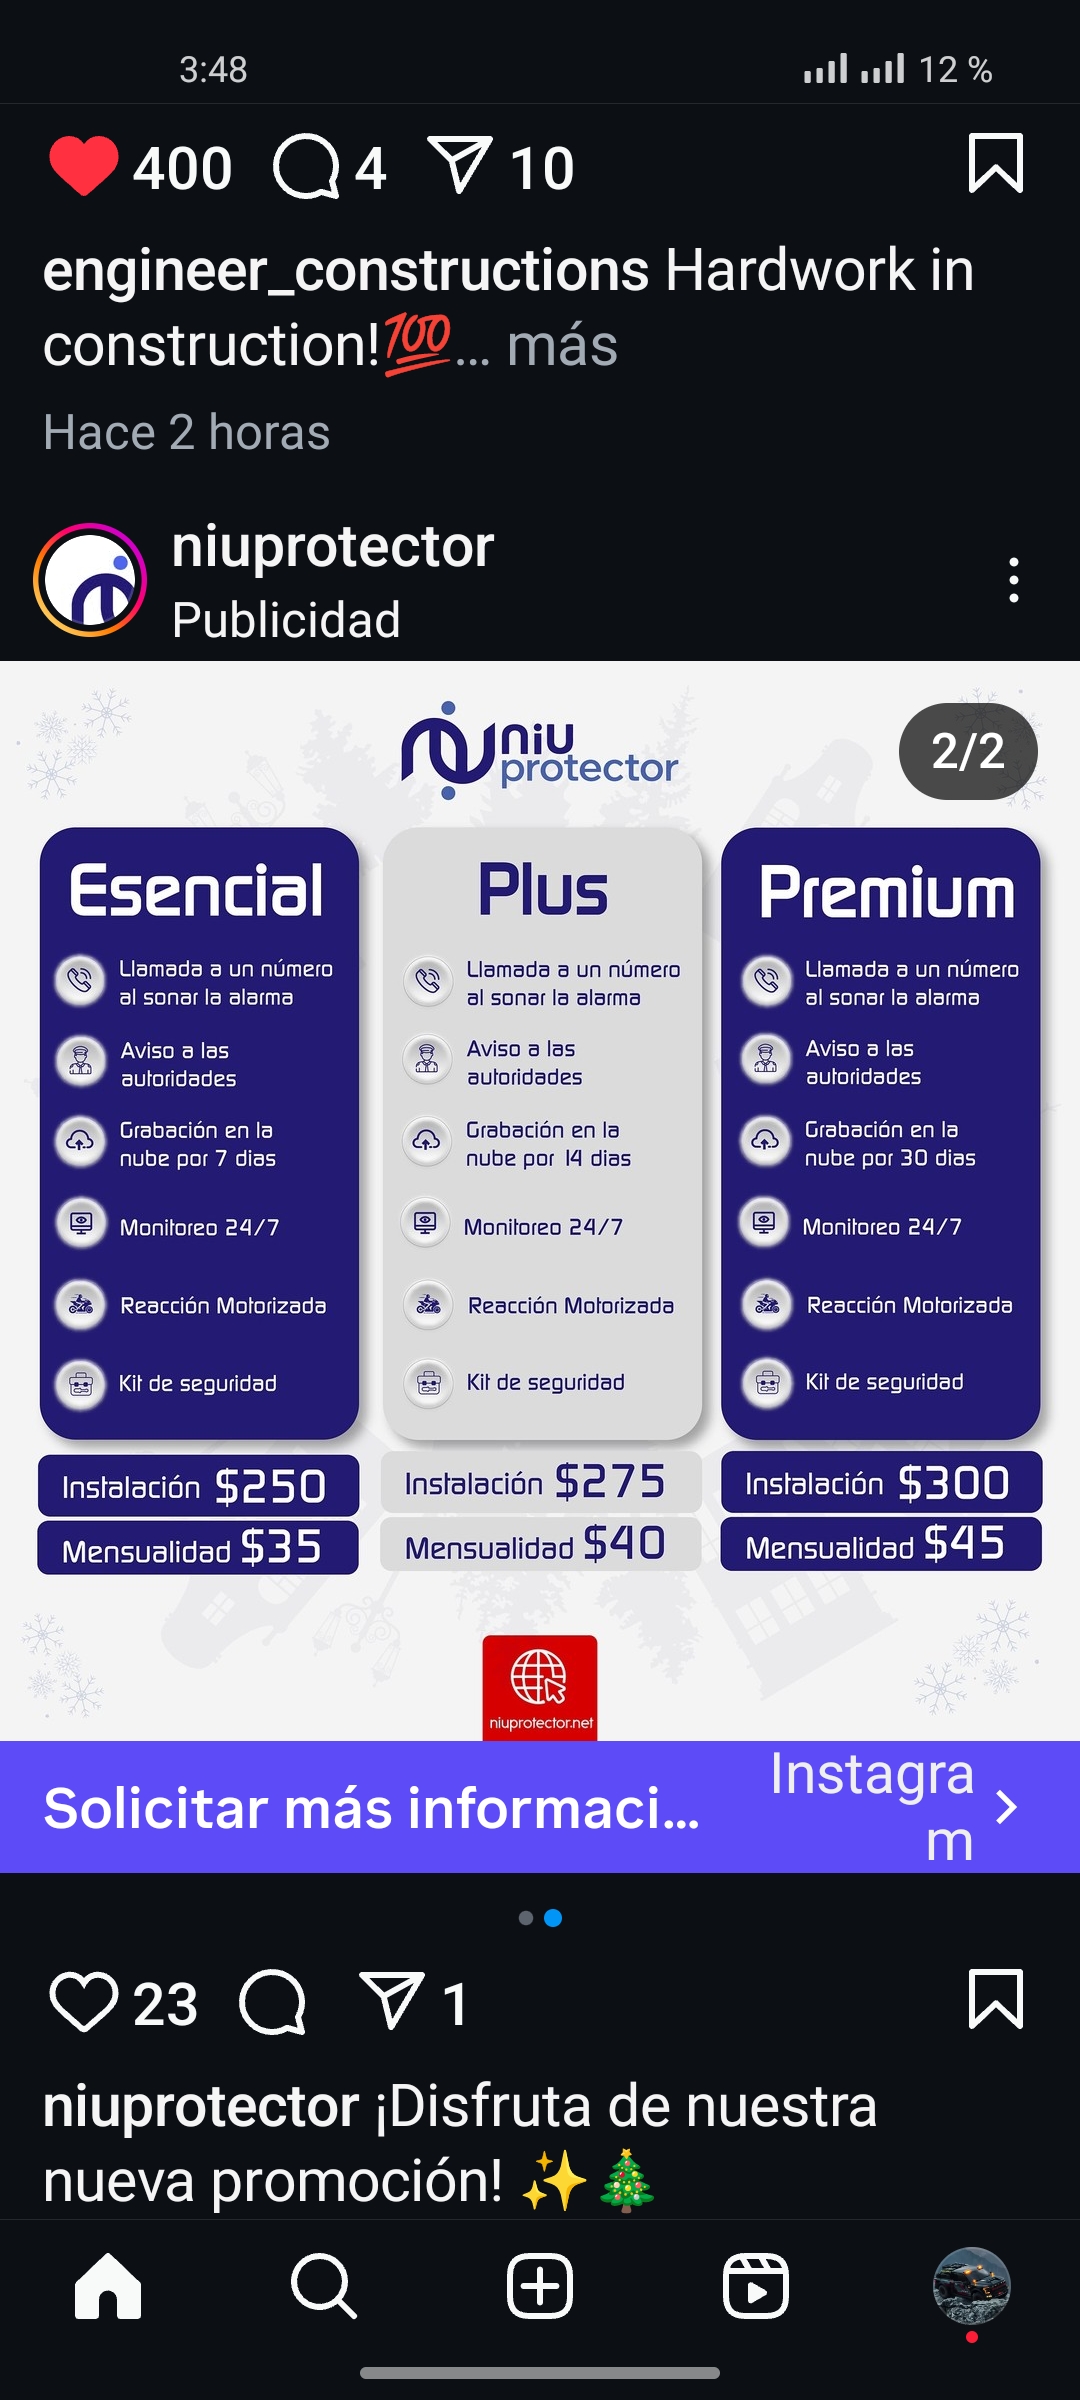 3:48
12 %
400
4
10
engineer_constructions Hardwork in
construction!💯... más
Hace 2 horas
niuprotector
Publicidad
niu
protector
2/2
Esencial
Llamada a un número
al sonar la alarma
Aviso a las
autoridades
Grabación en la
nube por 7 dias
Monitoreo 24/7
Reacción Motorizada
Kit de seguridad
Instalación $250
Mensualidad $35
Plus
Llamada a un número
al sonar la alarma
Aviso a las
autoridades
Grabación en la
nube por 14 dias
Monitoreo 24/7
Reacción Motorizada
Kit de seguridad
Instalación $275
Mensualidad $40
Premium
Llamada a un número
al sonar la alarma
Aviso a las
autoridades
Grabación en la
nube por 30 dias
Monitoreo 24/7
Reacción Motorizada
Kit de seguridad
Instalación $300
Mensualidad $45
niuprotector.net
Solicitar más informaci...
Instagra
m
23
1
niuprotector ¡Disfruta de nuestra
nueva promoción! ✨🎄